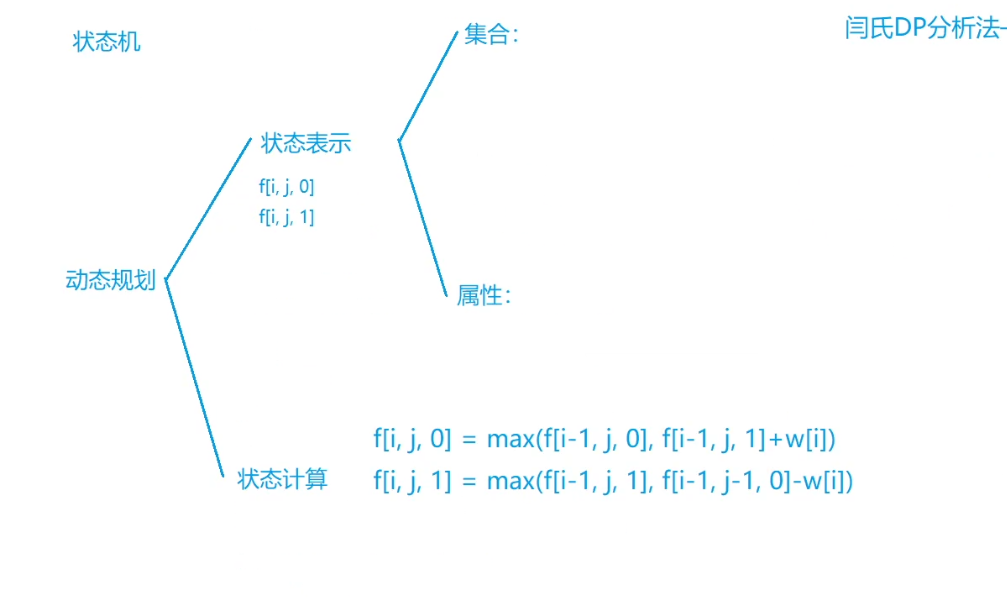 状态机
集合：
闫氏DP分析法
状态表示
f[i, j, 0]
f[i, j, 1]
动态规划
属性：
f[i, j, 0] = max(f[i-1, j, 0], f[i-1, j, 1]+w[i])
状态计算
f[i, j, 1] = max(f[i-1, j, 1], f[i-1, j-1, 0]-w[i])